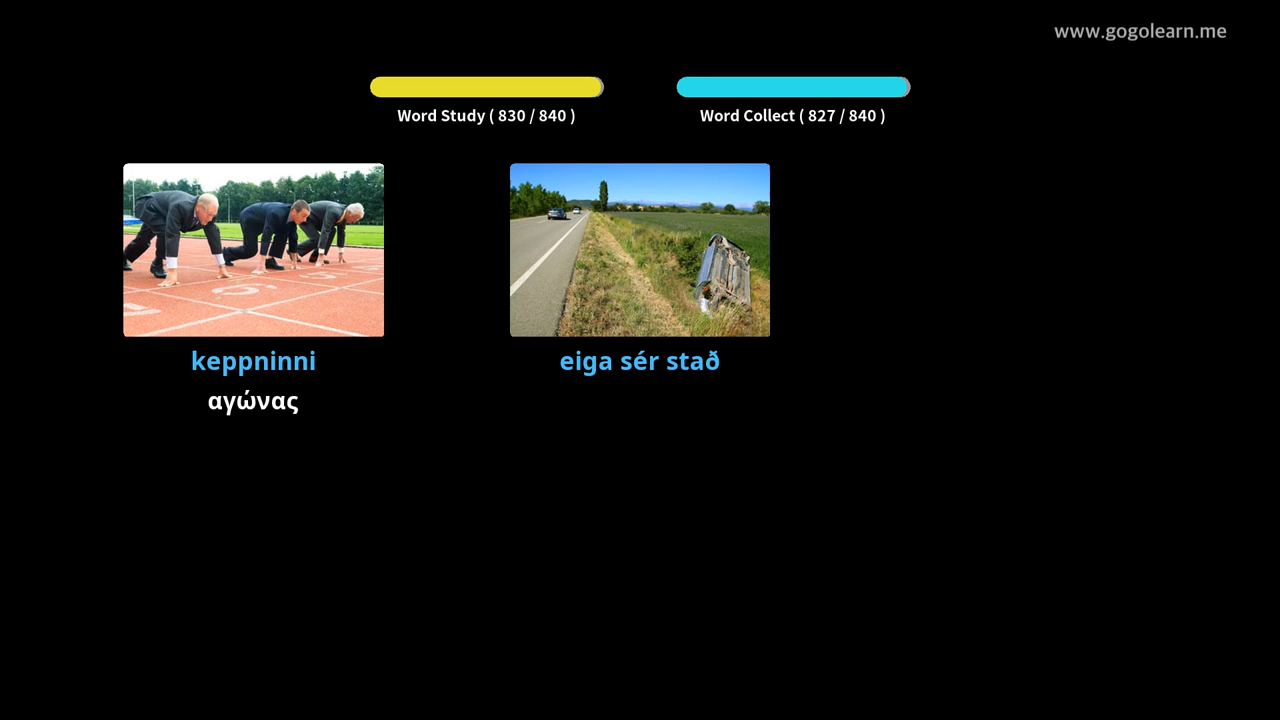 www.gogolearn.me
Word Study ( 830 / 840 )
Word Collect ( 827 / 840 )
keppninni
eiga sér stað
αγώνας